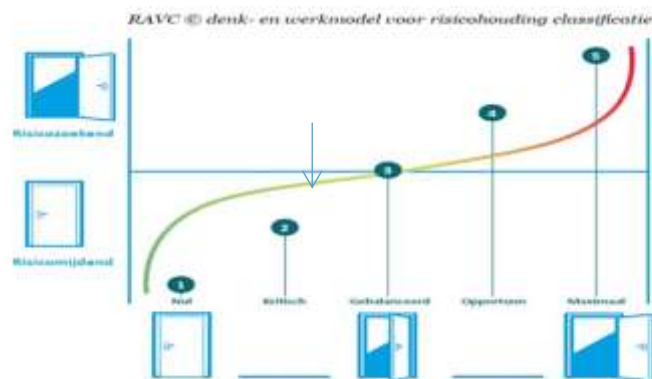 RAVC © denk- en werkmodel voor risicohouding classificatie
5
4
Risicozoekend
3
2
Risicomijdend
1
Nul Kritisch Gebalanceerd Opportuun Maximaal